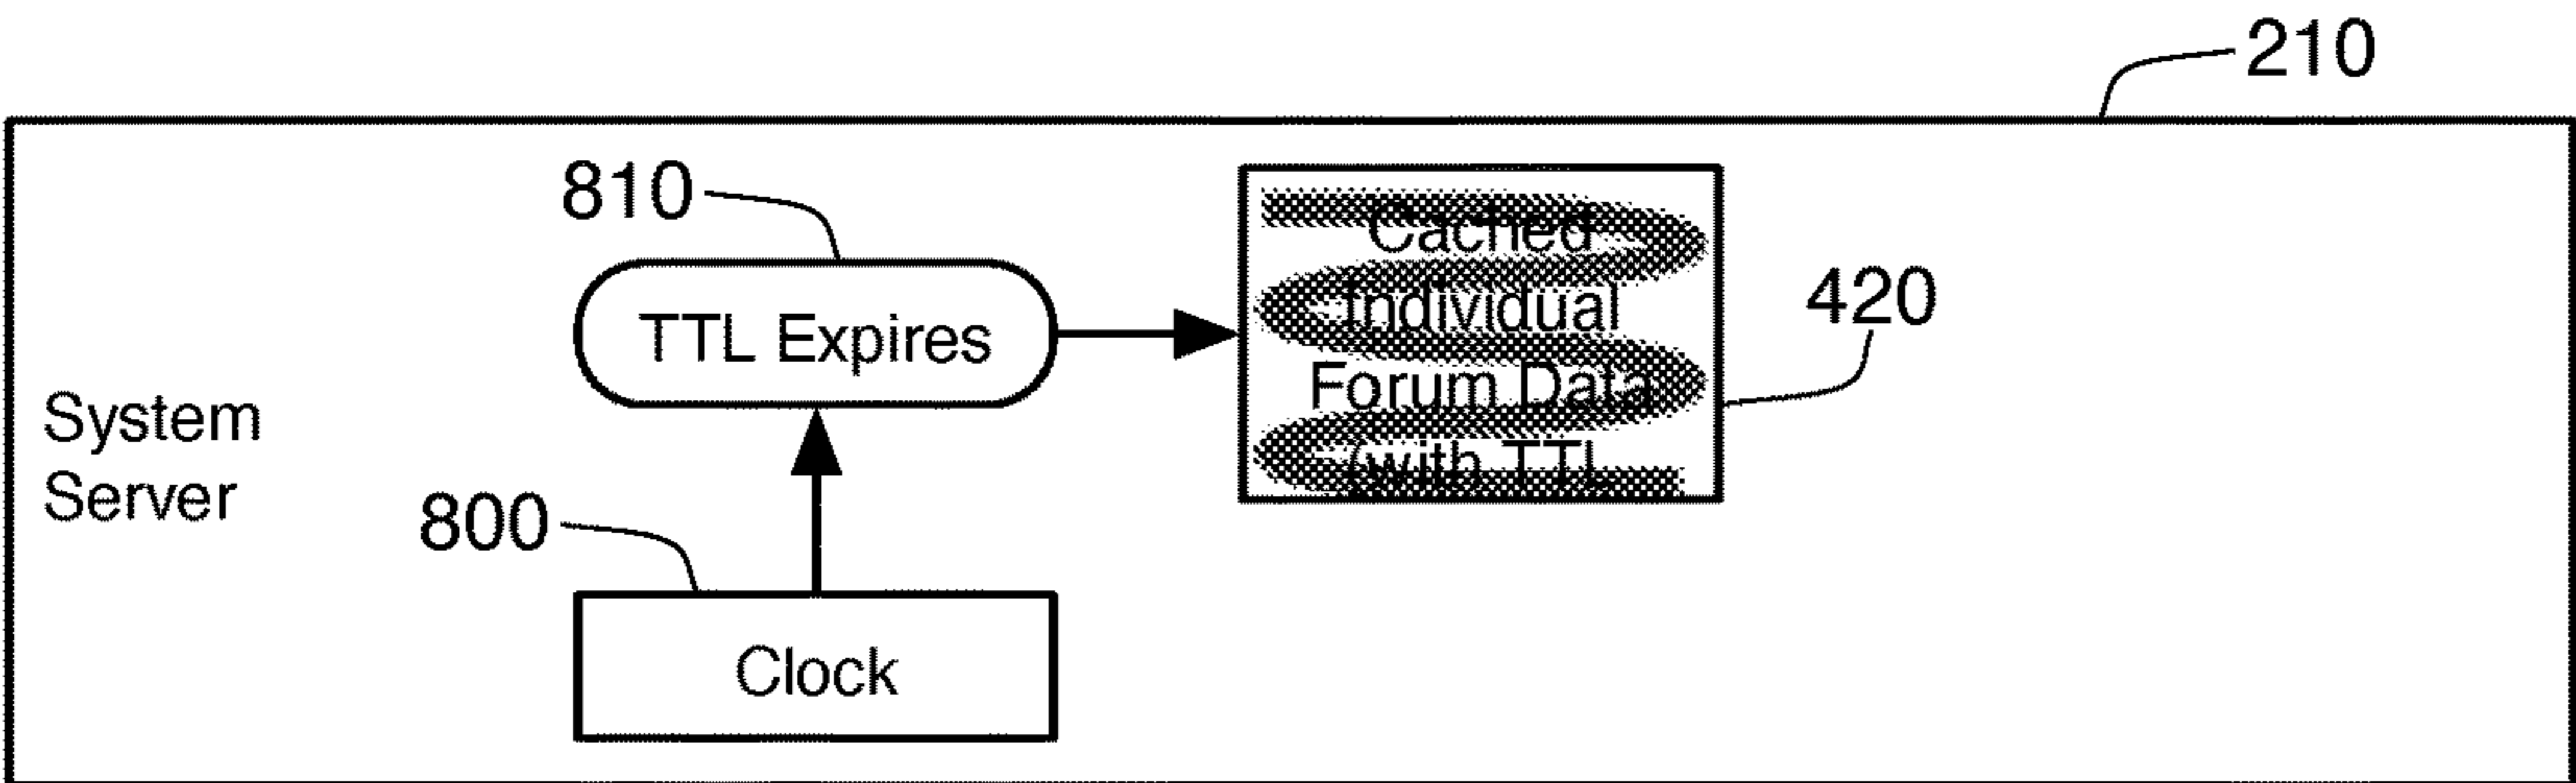 210
810
Cached
Individual
Forum Data
(with TTL
420
TTL Expires
System
Server
800
Clock